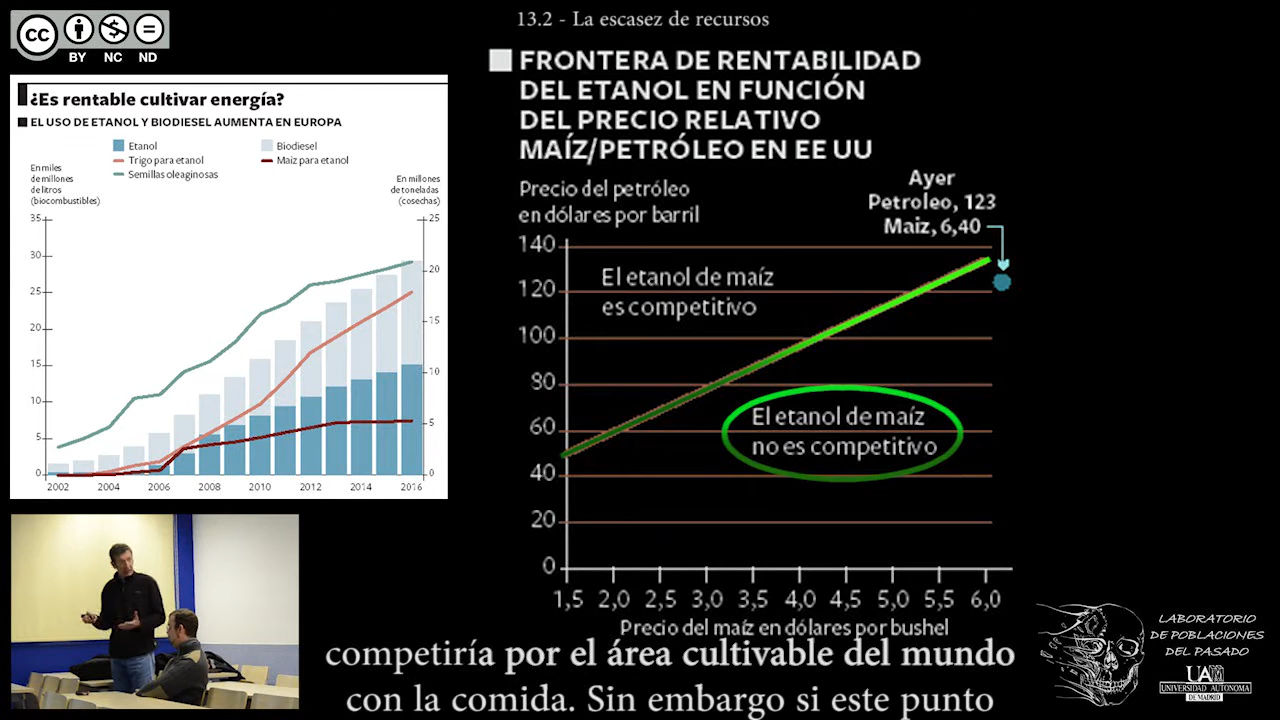 13.2 - La escasez de recursos
CC
BY NC ND
¿Es rentable cultivar energía?
EL USO DE ETANOL Y BIODIESEL AUMENTA EN EUROPA
Etanol
Biodiesel
Trigo para etanol
Maiz para etanol
Semillas oleaginosas
En miles
de millones
de litros
(biocombustibles)
En millones
de toneladas
(cosechas)
35
30
25
20
15
10
5
0
25
20
15
10
5
0
2002 2004 2006 2008 2010 2012 2014 2016
FRONTERA DE RENTABILIDAD
DEL ETANOL EN FUNCIÓN
DEL PRECIO RELATIVO
MAÍZ/PETRÓLEO EN EE UU
Precio del petróleo
en dólares por barril
Ayer
Petroleo, 123
Maiz, 6,40
140
120
100
80
60
40
20
0
El etanol de maíz
es competitivo
El etanol de maíz
no es competitivo
1,5 2,0 2,5 3,0 3,5 4,0 4,5 5,0 5,5 6,0
Precio del maíz en dólares por bushel
competiría por el área cultivable del mundo
con la comida. Sin embargo si este punto
LABORATORIO
DE POBLACIONES
DEL PASADO
UAM
UNIVERSIDAD AUTONOMA
DE MADRID